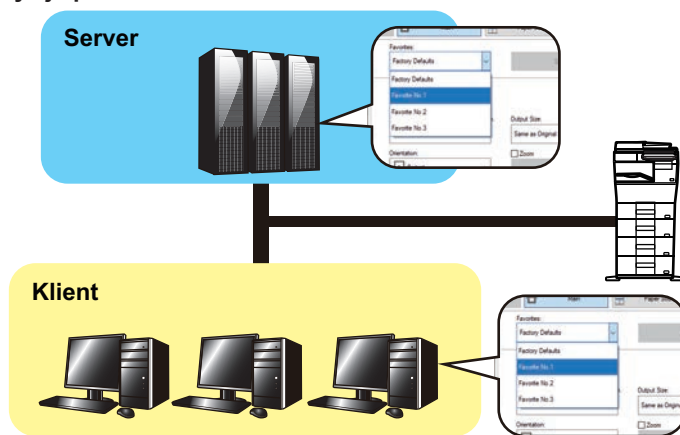 Server
Favorites:
Factory Defaults
Factory Defaults
Favorite No.1
Favorite No.2
Favorite No.3
Output Size:
Same as Original
Orientation:
Zoom
Klient
Main
Favorites:
Factory Defaults
Factory Defaults
Favorite No.1
Favorite No.2
Favorite No.3
Output Size:
Same as Origin
Orientation:
Zoom